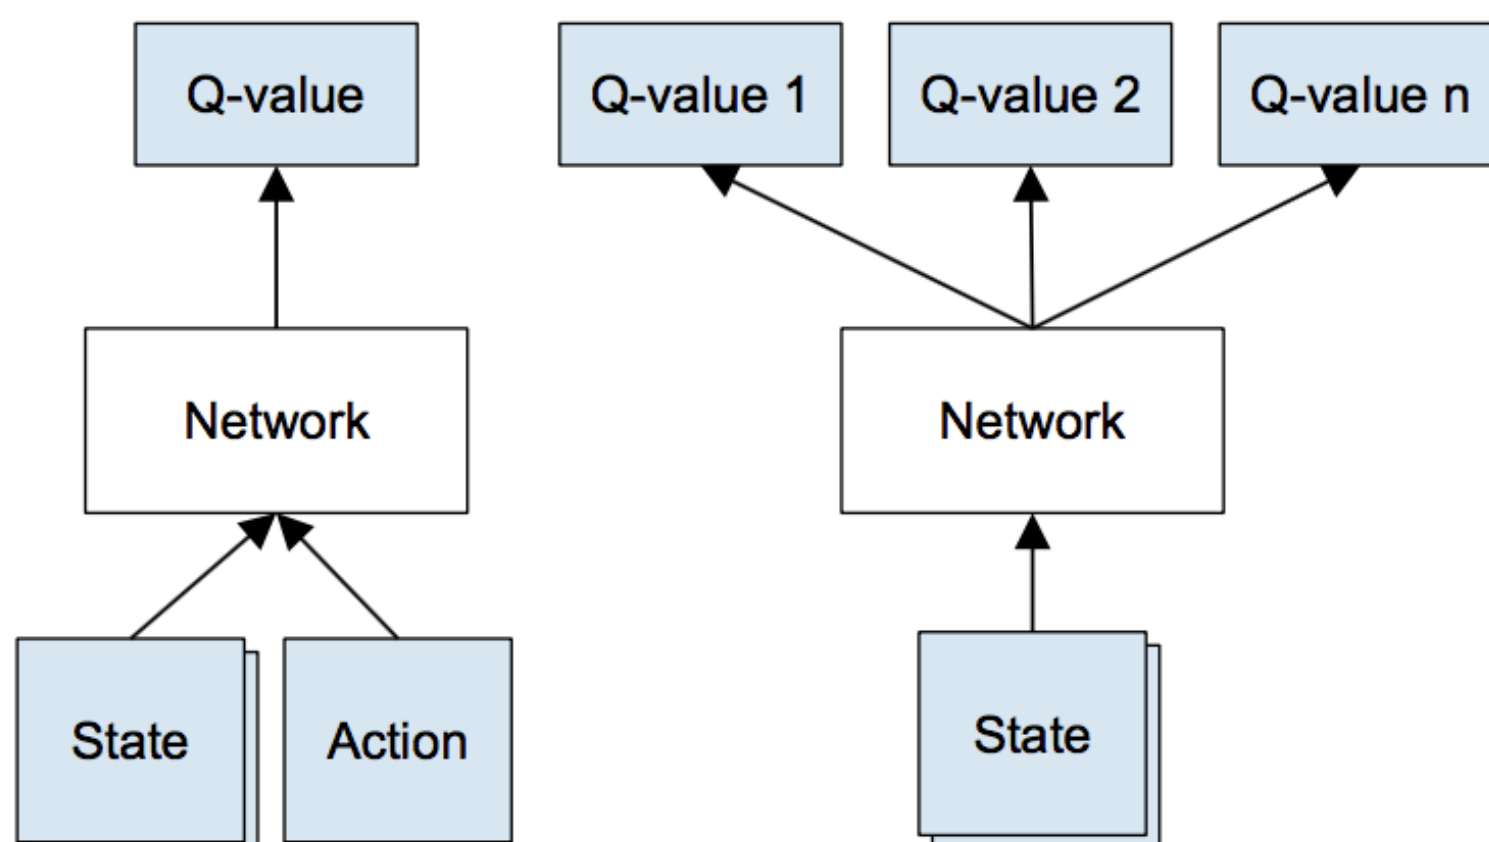 Q-value
Q-value 1
Q-value 2
Q-value n
Network
Network
State
Action
State